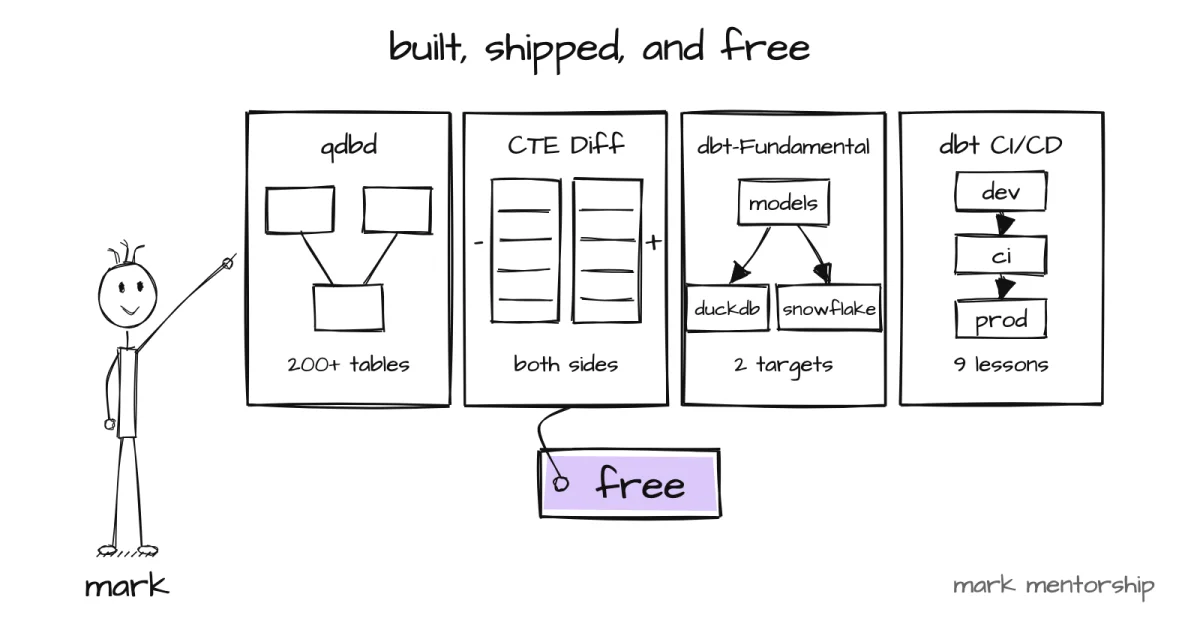 built, shipped, and free
qdbd
200+ tables
CTE Diff
-
+
both sides
dbt-Fundamental
models
duckdb
snowflake
2 targets
dbt CI/CD
dev
ci
prod
9 lessons
free
mark
mark mentorship